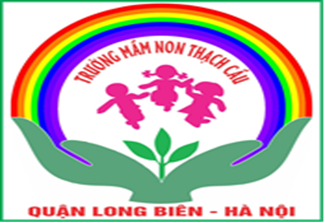 TRƯỜNG MẦM NON THẠCH CẦU
QUẬN LONG BIÊN - HÀ NỘI